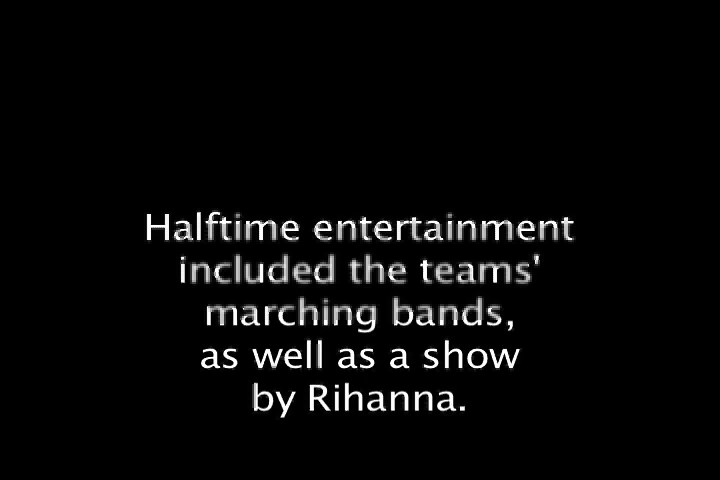 Halftime entertainment
included the teams'
marching bands,
as well as a show
by Rihanna.